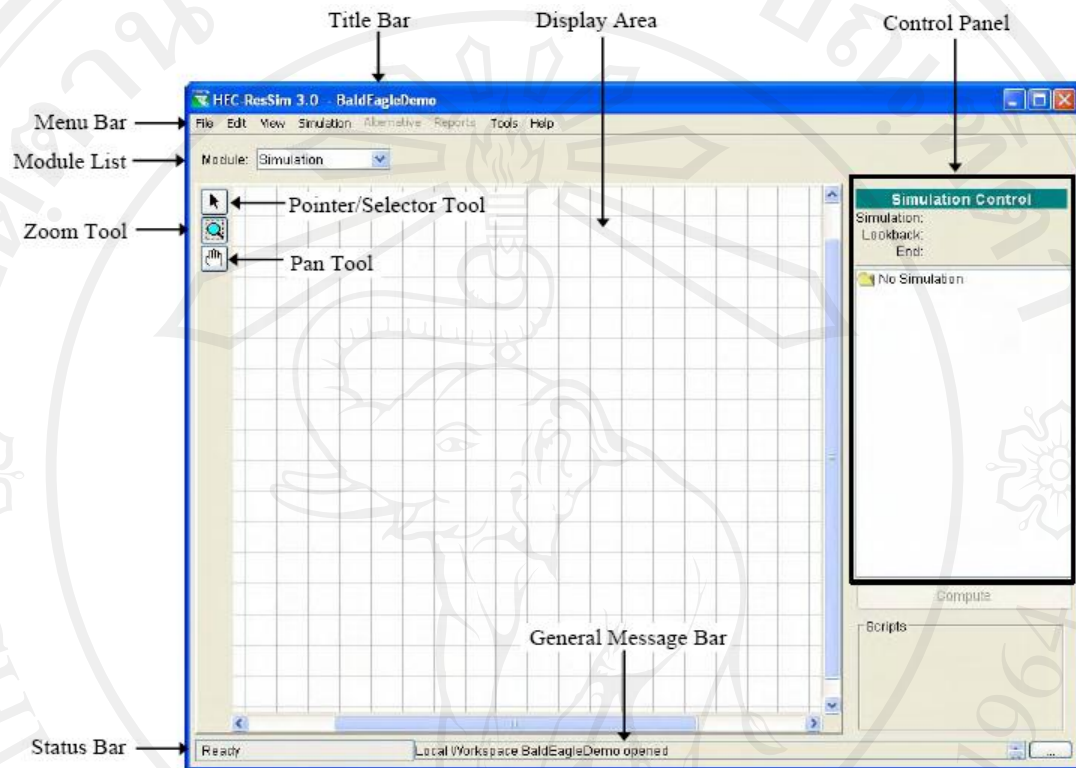 Title Bar
Display Area
Control Panel
HEC-ResSim 3.0 - BaldEagleDemo
Menu Bar
File Edit View Simulation Alternative Reports Tools Help
Module List
Module: Simulation
Simulation Control
Pointer/Selector Tool
Simulation:
Zoom Tool
Lookback:
End:
Pan Tool
No Simulation
Compute
Scripts
General Message Bar
Status Bar
Ready
Local Workspace BaldEagleDemo opened
...